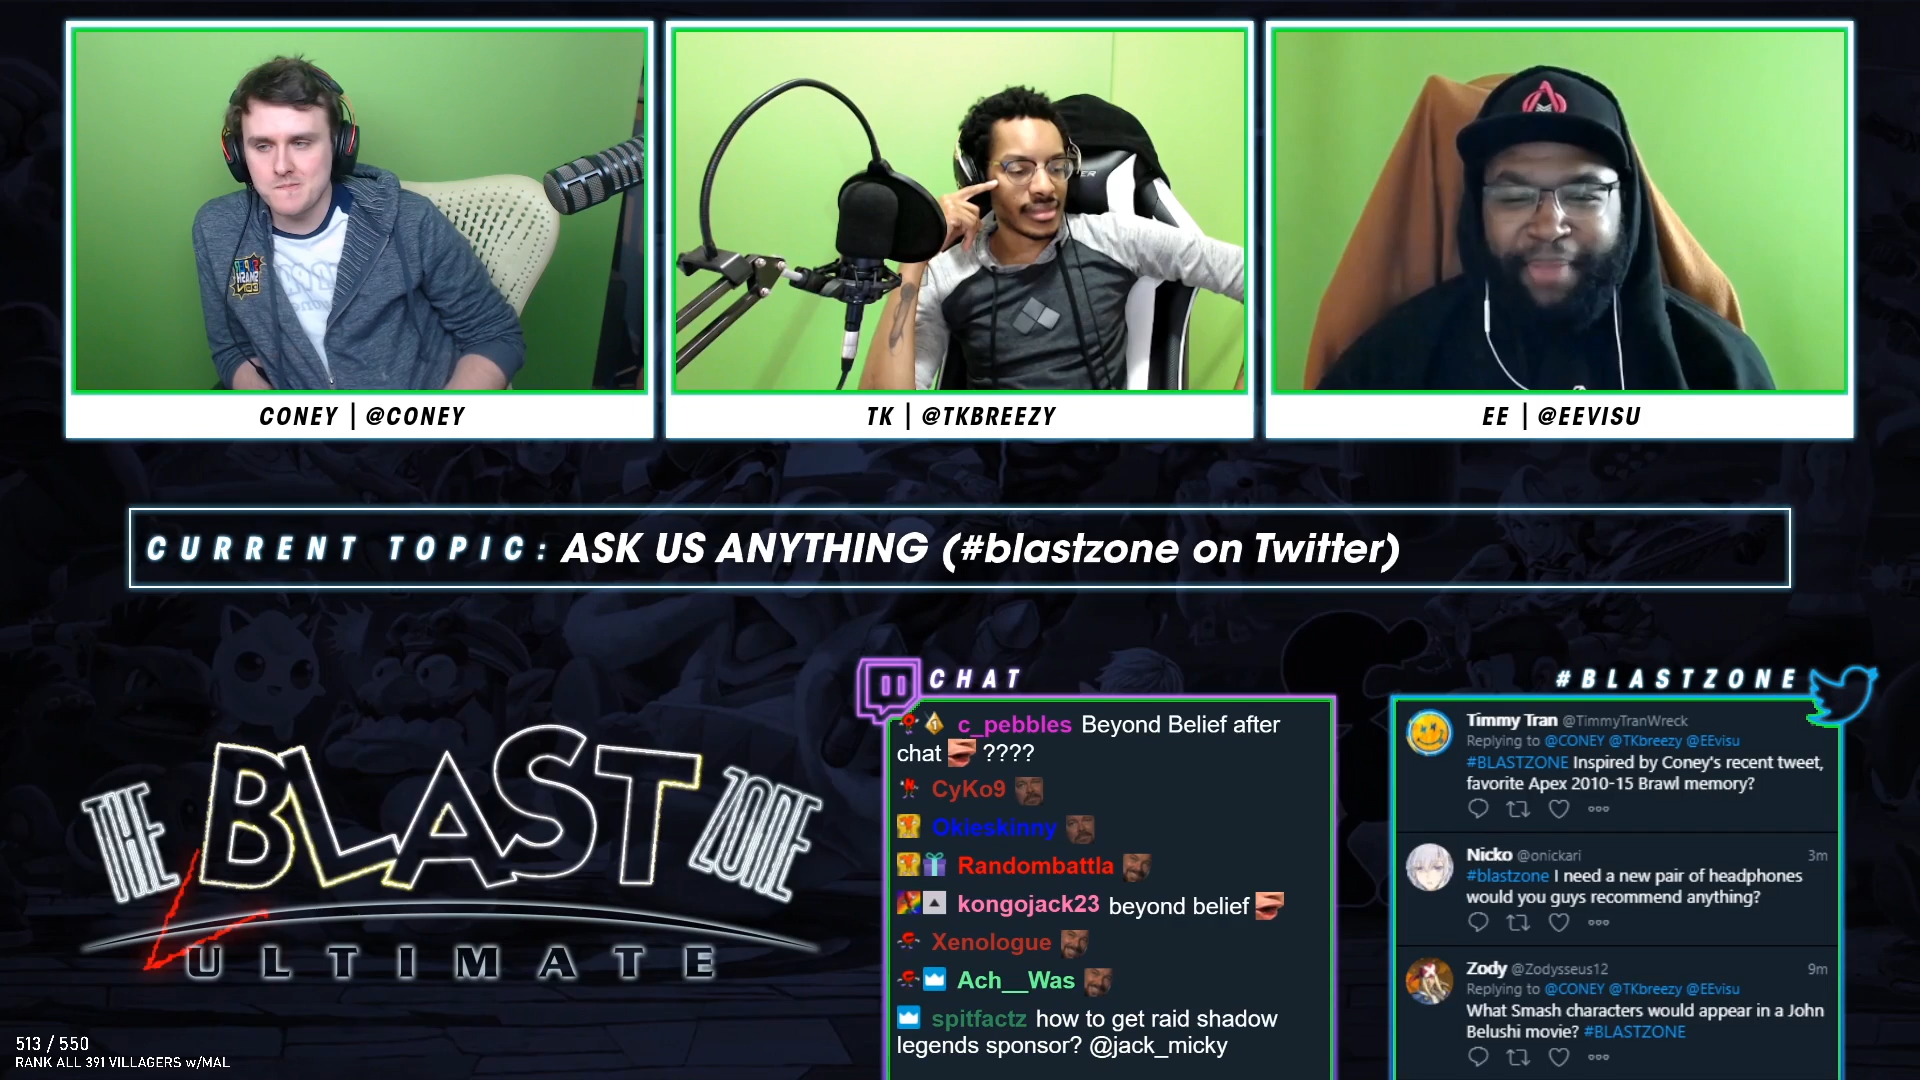 CONEY | @CONEY
TK | @TKBREEZY
EE | @EEVISU
CURRENT TOPIC: ASK US ANYTHING (#blastzone on Twitter)
THE BLAST ZONE
ULTIMATE
513 / 550
RANK ALL 391 VILLAGERS w/MAL
CHAT
c_pebbles Beyond Belief after
chat ????
CyKo9
Okieskinny
Randombattla
kongojack23 beyond belief
Xenologue
Ach__Was
spitfactz how to get raid shadow
legends sponsor? @jack_micky
#BLASTZONE
Timmy Tran @TimmyTranWreck
Replying to @CONEY @TKbreezy @EEvisu
#BLASTZONE Inspired by Coney's recent tweet,
favorite Apex 2010-15 Brawl memory?
Nicko @onickari 3m
#blastzone I need a new pair of headphones
would you guys recommend anything?
Zody @Zodysseus12 9m
Replying to @CONEY @TKbreezy @EEvisu
What Smash characters would appear in a John
Belushi movie? #BLASTZONE